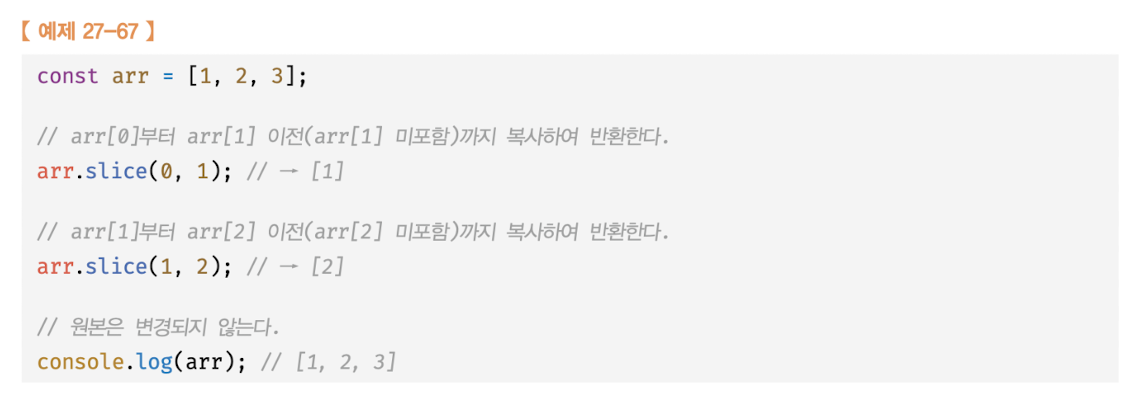 【 예제 27-67 】
const arr = [1, 2, 3];
// arr[0]부터 arr[1] 이전(arr[1] 미포함)까지 복사하여 반환한다.
arr.slice(0, 1); // → [1]
// arr[1]부터 arr[2] 이전(arr[2] 미포함)까지 복사하여 반환한다.
arr.slice(1, 2); // → [2]
// 원본은 변경되지 않는다.
console.log(arr); // [1, 2, 3]